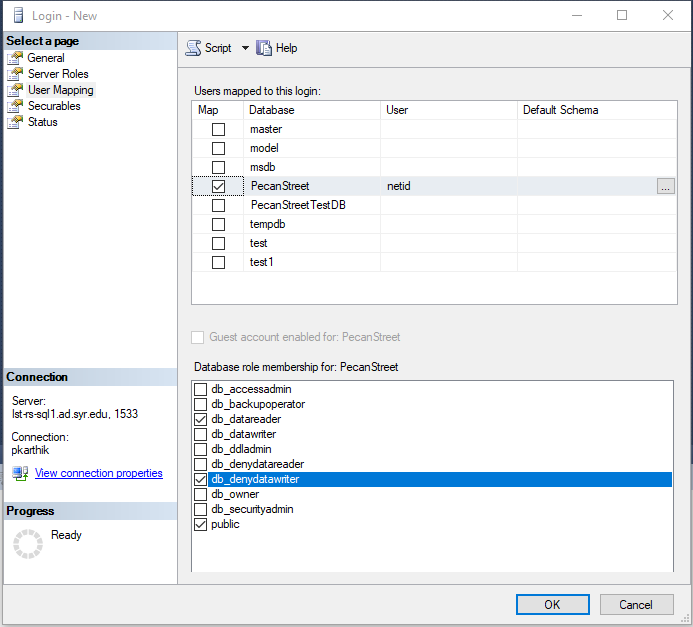 Login - New
Select a page
General
Server Roles
User Mapping
Securables
Status
Script Help
Users mapped to this login:
Map Database User Default Schema
master
model
msdb
PecanStreet netid ...
PecanStreetTestDB
tempdb
test
test1
Guest account enabled for: PecanStreet
Database role membership for: PecanStreet
db_accessadmin
db_backupoperator
db_datareader
db_datawriter
db_ddladmin
db_denydatareader
db_denydatawriter
db_owner
db_securityadmin
public
Connection
Server:
lst-rs-sql1.ad.syr.edu, 1533
Connection:
pkarthik
View connection properties
Progress
Ready
OK Cancel